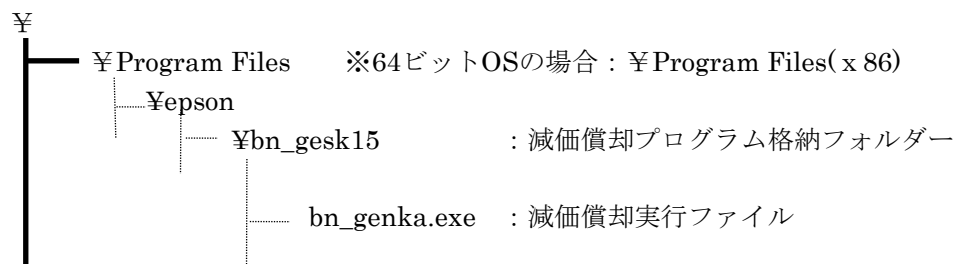 ¥
¥Program Files ※64ビットOSの場合：¥Program Files(x86)
¥epson
¥bn_gesk15 ：減価償却プログラム格納フォルダー
bn_genka.exe ：減価償却実行ファイル